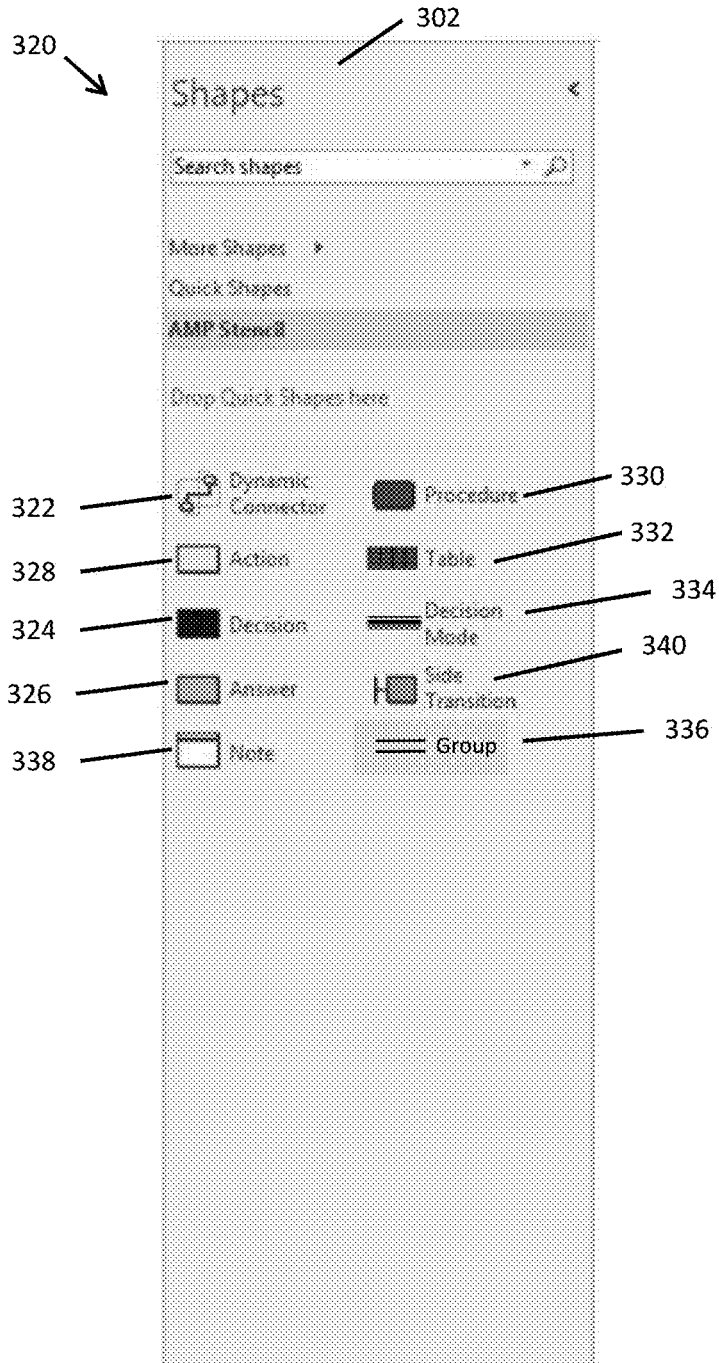 302
320
Shapes
Search shapes
More Shapes
Quick Shapes
AMP Stencil
Drop Quick Shapes here
322
Dynamic
Connector
Procedure
330
328
Action
Table
332
324
Decision
Decision
Mode
334
326
Answer
Side
Transition
340
338
Note
Group
336